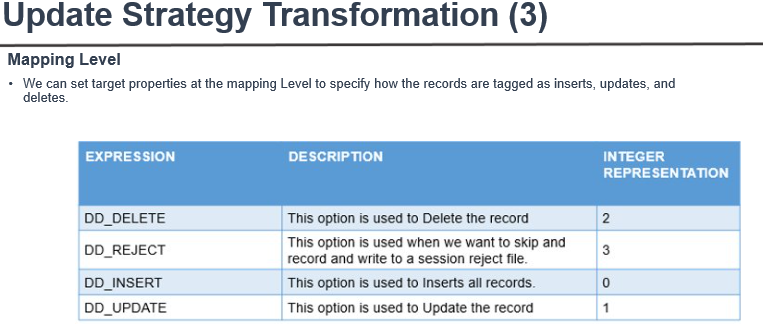 Update Strategy Transformation (3)
Mapping Level
• We can set target properties at the mapping Level to specify how the records are tagged as inserts, updates, and
deletes.
EXPRESSION DESCRIPTION INTEGER
REPRESENTATION
DD_DELETE This option is used to Delete the record 2
DD_REJECT This option is used when we want to skip and
record and write to a session reject file. 3
DD_INSERT This option is used to Inserts all records. 0
DD_UPDATE This option is used to Update the record 1